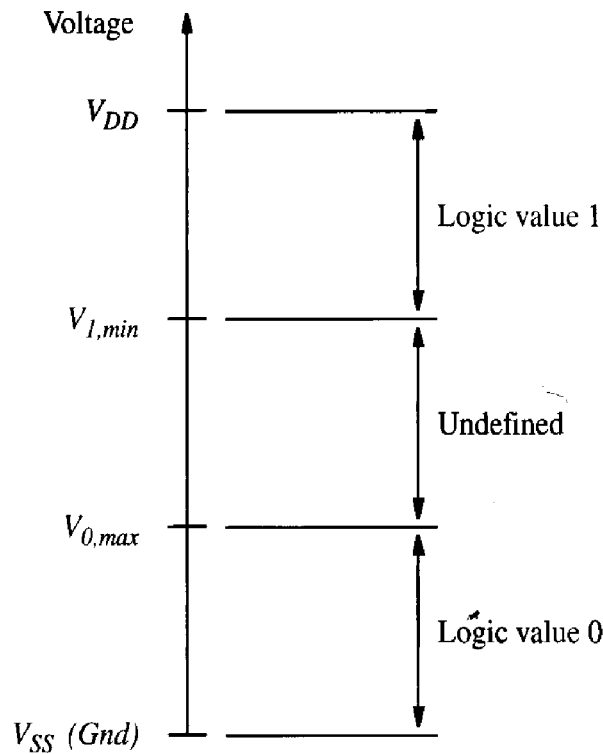 Voltage
V_DD
Logic value 1
V_1,min
Undefined
V_0,max
Logic value 0
V_SS (Gnd)